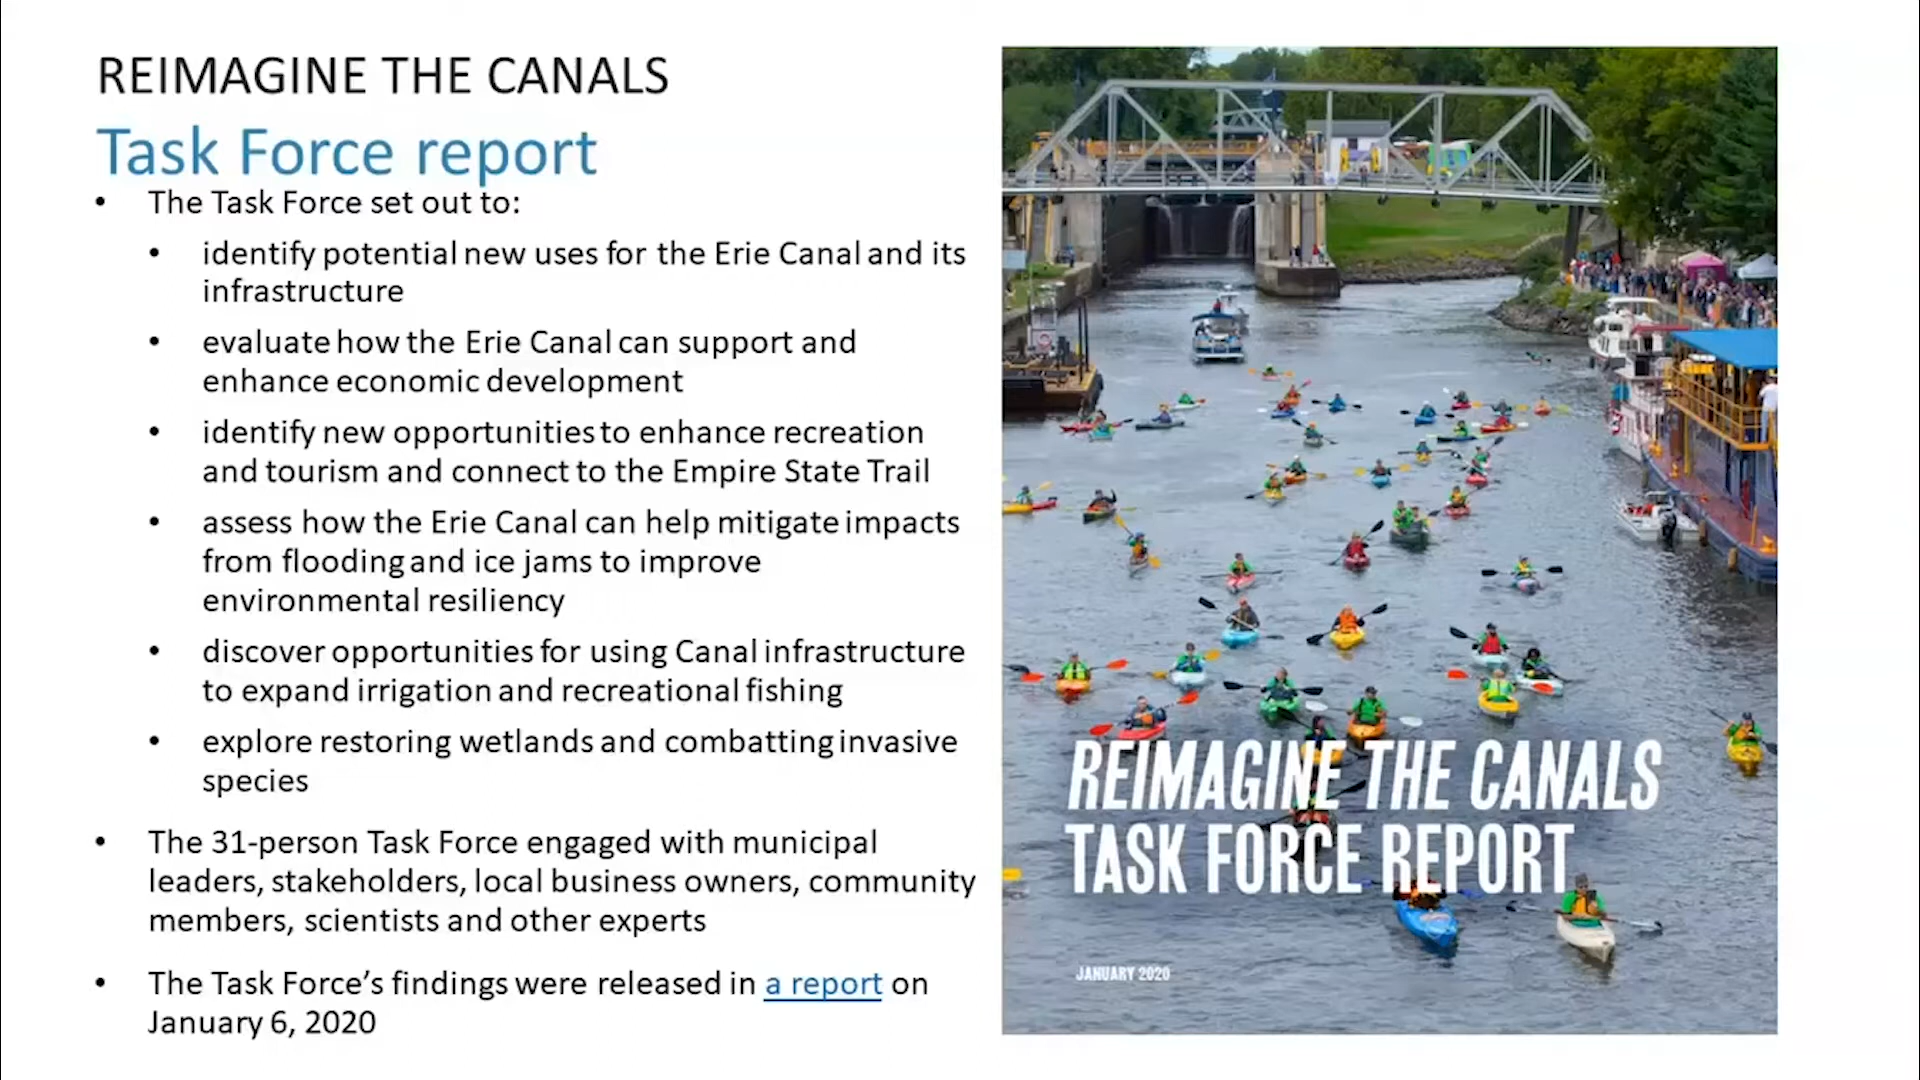 REIMAGINE THE CANALS
Task Force report
• The Task Force set out to:
• identify potential new uses for the Erie Canal and its
infrastructure
• evaluate how the Erie Canal can support and
enhance economic development
• identify new opportunities to enhance recreation
and tourism and connect to the Empire State Trail
• assess how the Erie Canal can help mitigate impacts
from flooding and ice jams to improve
environmental resiliency
• discover opportunities for using Canal infrastructure
to expand irrigation and recreational fishing
• explore restoring wetlands and combatting invasive
species
• The 31-person Task Force engaged with municipal
leaders, stakeholders, local business owners, community
members, scientists and other experts
• The Task Force’s findings were released in a report on
January 6, 2020
REIMAGINE THE CANALS
TASK FORCE REPORT
JANUARY 2020